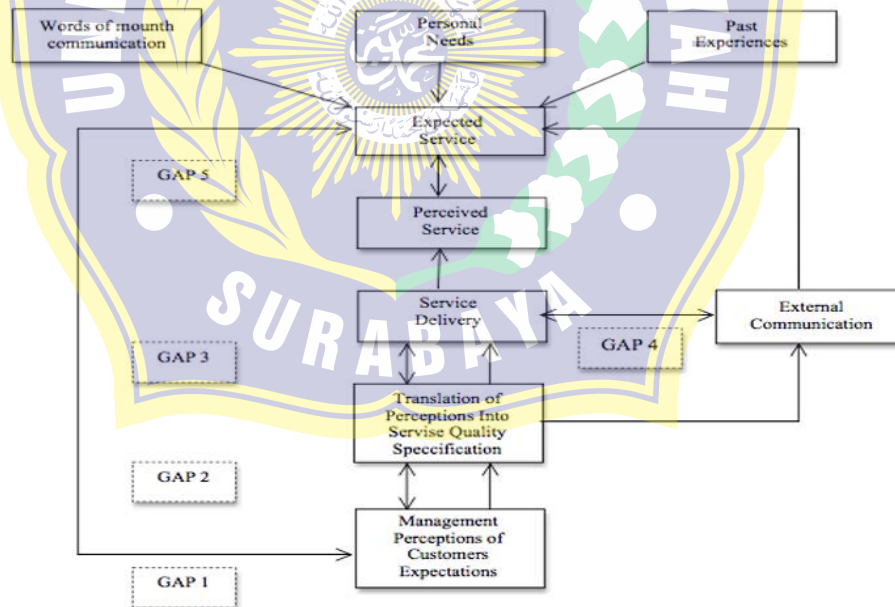 Words of mounth
communication
Personal
Needs
Past
Experiences
Expected
Service
GAP 5
Perceived
Service
SURABAYA
Service
Delivery
External
Communication
GAP 4
GAP 3
Translation of
Perceptions Into
Servise Quality
Speccification
GAP 2
Management
Perceptions of
Customers
Expectations
GAP 1